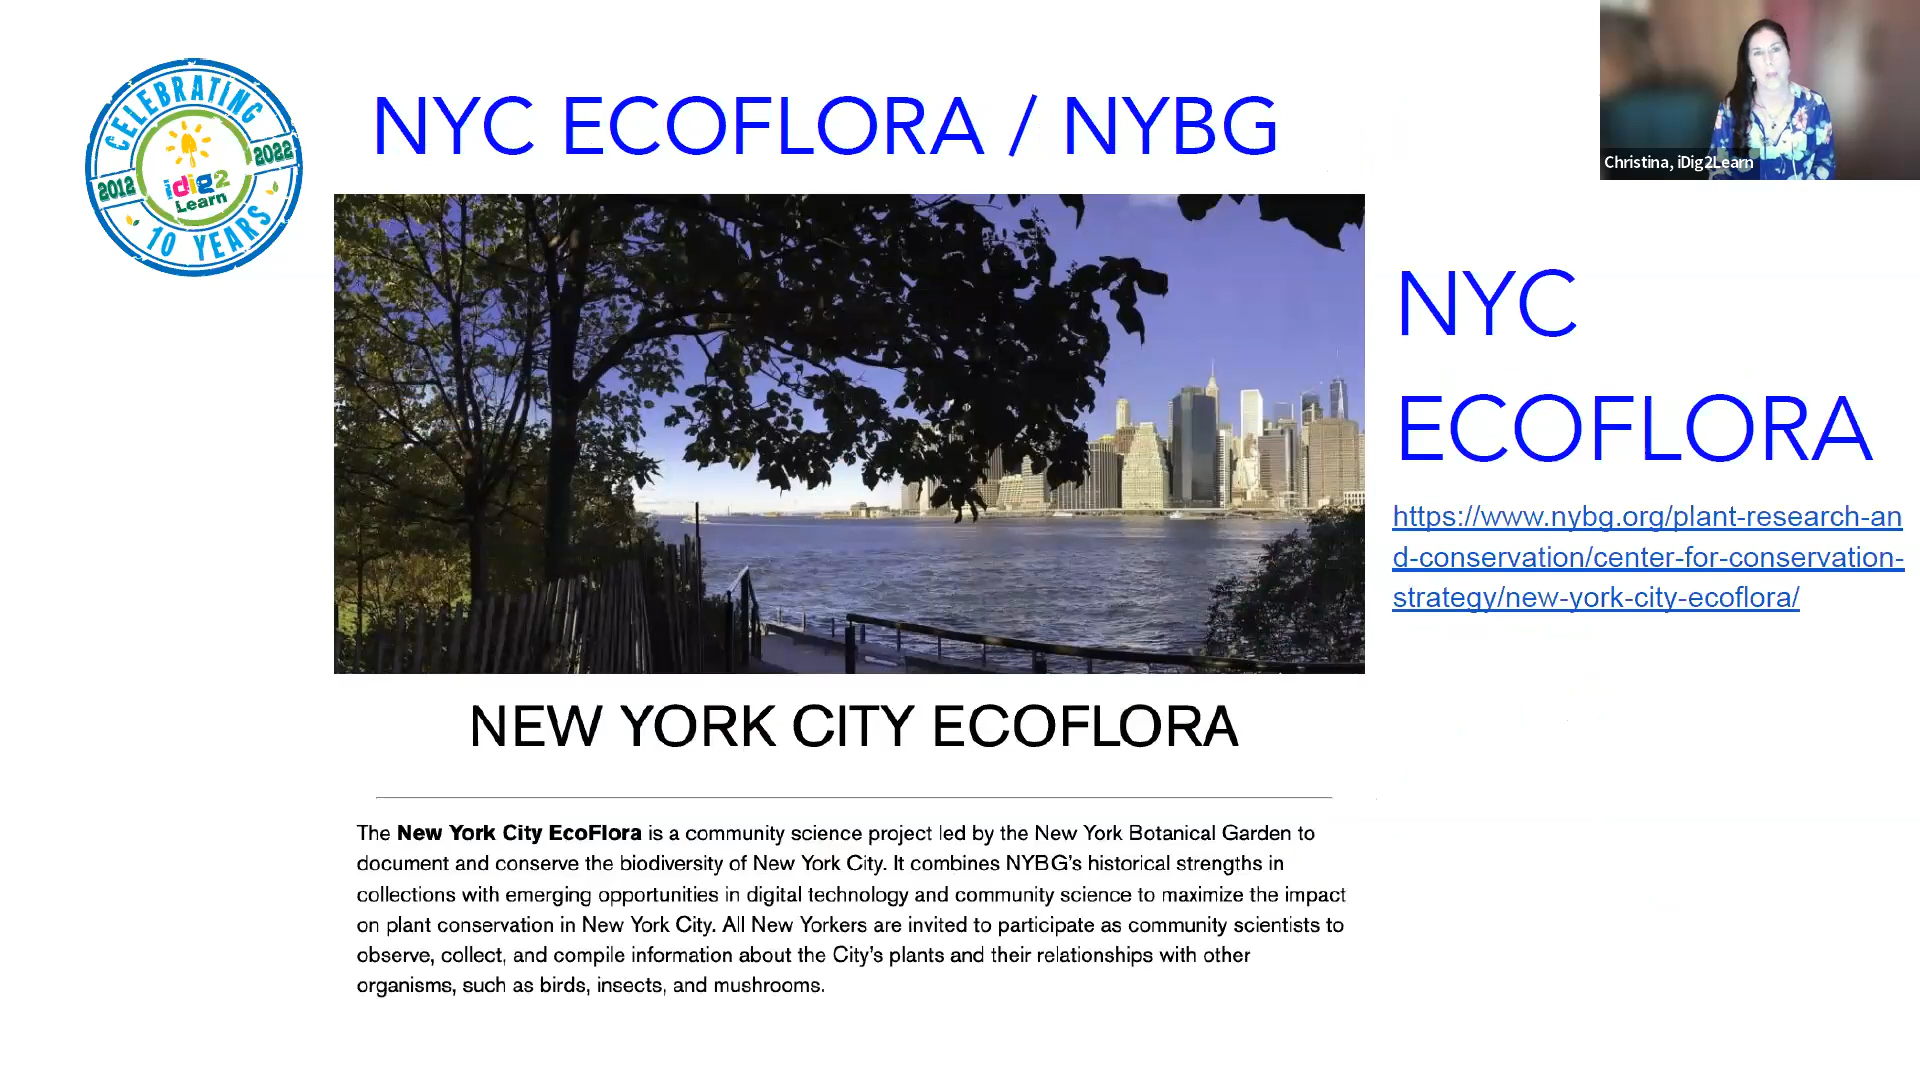 CELEBRATING
2012
2022
iDig2
Learn
10 YEARS
NYC ECOFLORA / NYBG
Christina, iDig2Learn
NYC
ECOFLORA
https://www.nybg.org/plant-research-an
d-conservation/center-for-conservation-
strategy/new-york-city-ecoflora/
NEW YORK CITY ECOFLORA
The New York City EcoFlora is a community science project led by the New York Botanical Garden to
document and conserve the biodiversity of New York City. It combines NYBG's historical strengths in
collections with emerging opportunities in digital technology and community science to maximize the impact
on plant conservation in New York City. All New Yorkers are invited to participate as community scientists to
observe, collect, and compile information about the City's plants and their relationships with other
organisms, such as birds, insects, and mushrooms.